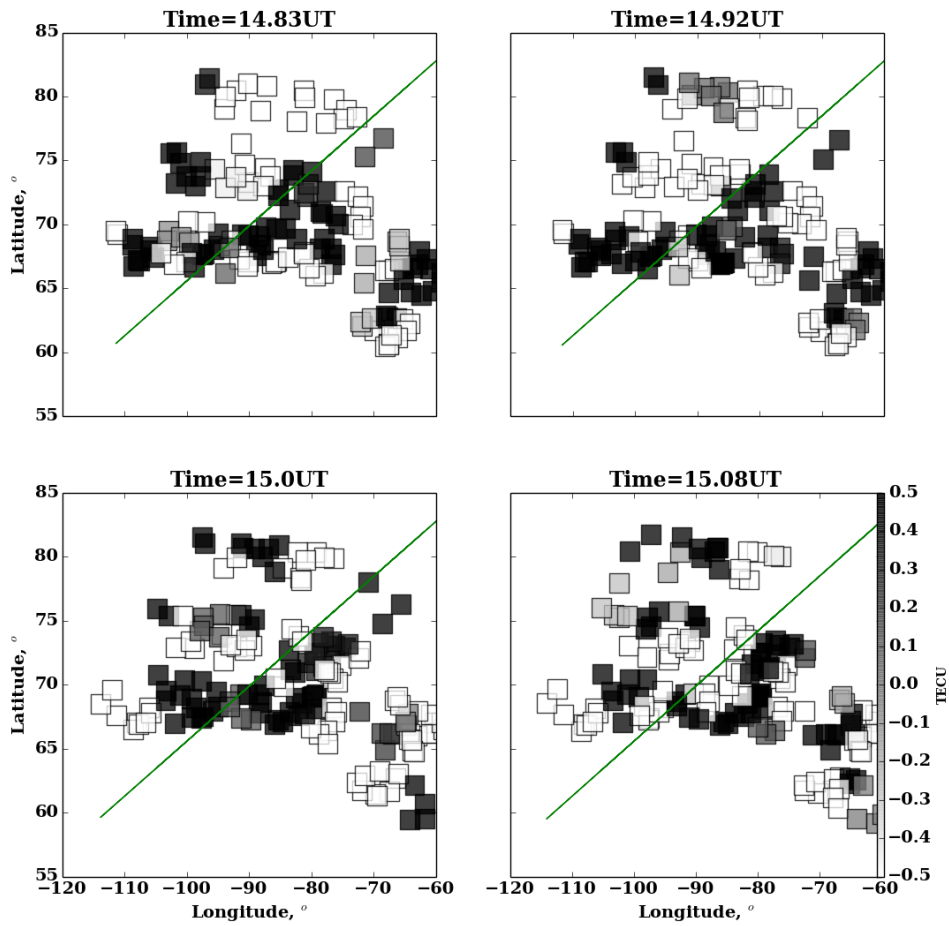 Time=14.83UT
Time=14.92UT
85
80
75
70
65
60
55
Latitude, °
Time=15.0UT
Time=15.08UT
85
80
75
70
65
60
55
Latitude, °
0.5
0.4
0.3
0.2
0.1
0.0
−0.1
−0.2
−0.3
−0.4
−0.5
TECU
−120 −110 −100 −90 −80 −70 −60
−120 −110 −100 −90 −80 −70 −60
Longitude, °
Longitude, °